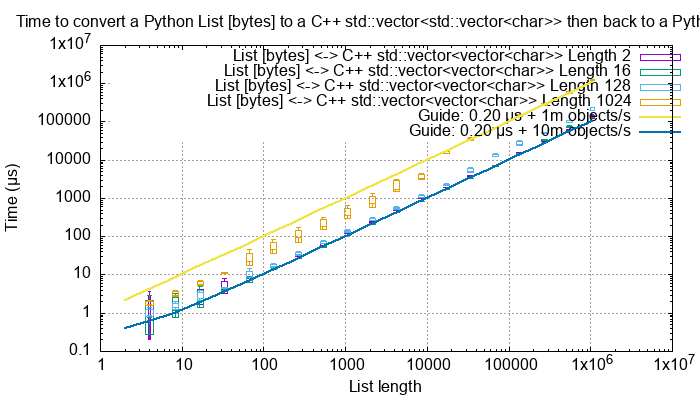 Time to convert a Python List [bytes] to a C++ std::vector<std::vector<char>> then back to a Pyth
1x10⁷
1x10⁶
100000
10000
1000
100
10
1
0.1
Time (µs)
List [bytes] <-> C++ std::vector<vector<char>> Length 2
List [bytes] <-> C++ std::vector<vector<char>> Length 16
List [bytes] <-> C++ std::vector<vector<char>> Length 128
List [bytes] <-> C++ std::vector<vector<char>> Length 1024
Guide: 0.20 µs + 1m objects/s
Guide: 0.20 µs + 10m objects/s
1 10 100 1000 10000 100000 1x10⁶ 1x10⁷
List length